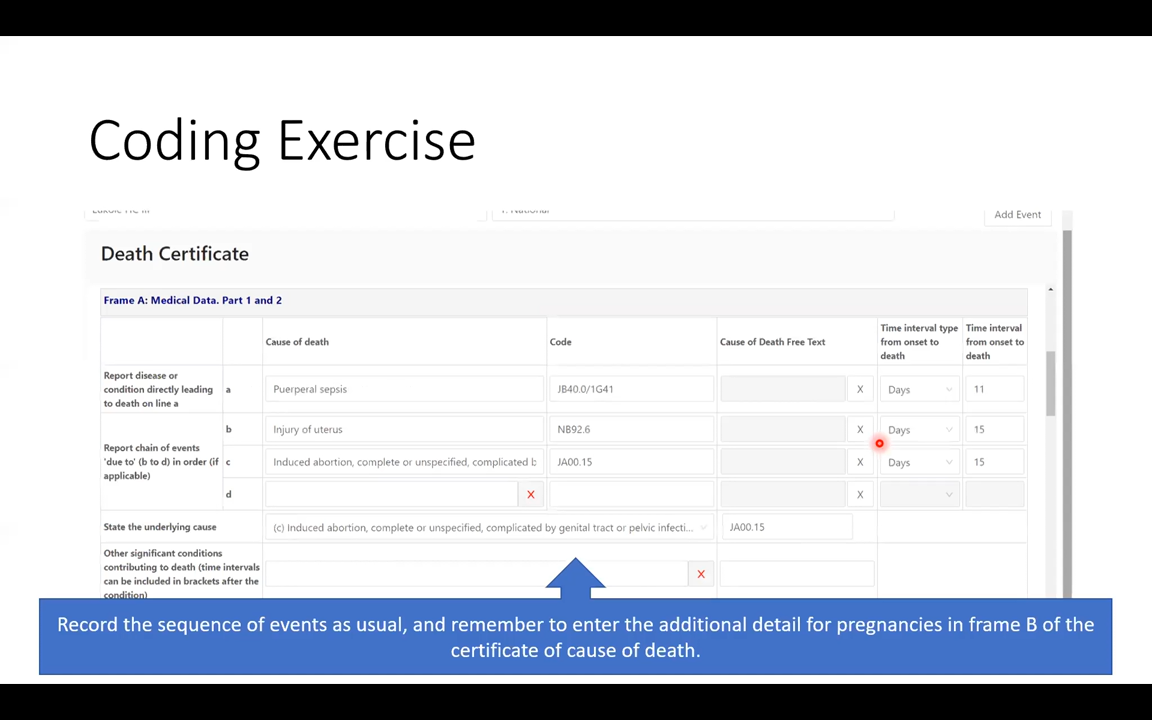 Coding Exercise
Add Event
Death Certificate
Frame A: Medical Data. Part 1 and 2
Cause of death
Code
Cause of Death Free Text
Time interval type
from onset to
death
Time interval
from onset to
death
Report disease or
condition directly leading
to death on line a
a
Puerperal sepsis
JB40.0/1G41
X
Days
11
Report chain of events
'due to' (b to d) in order (if
applicable)
b
Injury of uterus
NB92.6
X
Days
15
c
Induced abortion, complete or unspecified, complicated b
JA00.15
X
Days
15
d
X
X
State the underlying cause
(c) Induced abortion, complete or unspecified, complicated by genital tract or pelvic infecti...
JA00.15
Other significant conditions
contributing to death (time intervals
can be included in brackets after the
condition)
X
Record the sequence of events as usual, and remember to enter the additional detail for pregnancies in frame B of the
certificate of cause of death.